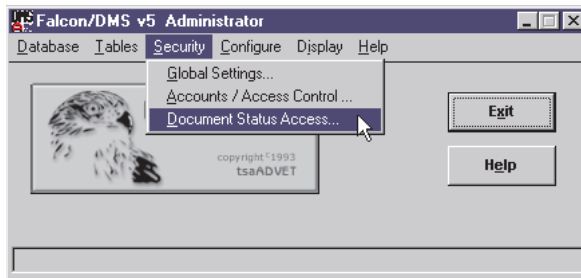 Falcon/DMS v5 Administrator
Database Tables Security Configure Display Help
Global Settings...
Accounts / Access Control ...
Document Status Access...
Exit
copyright©1993
tsaADVET
Help